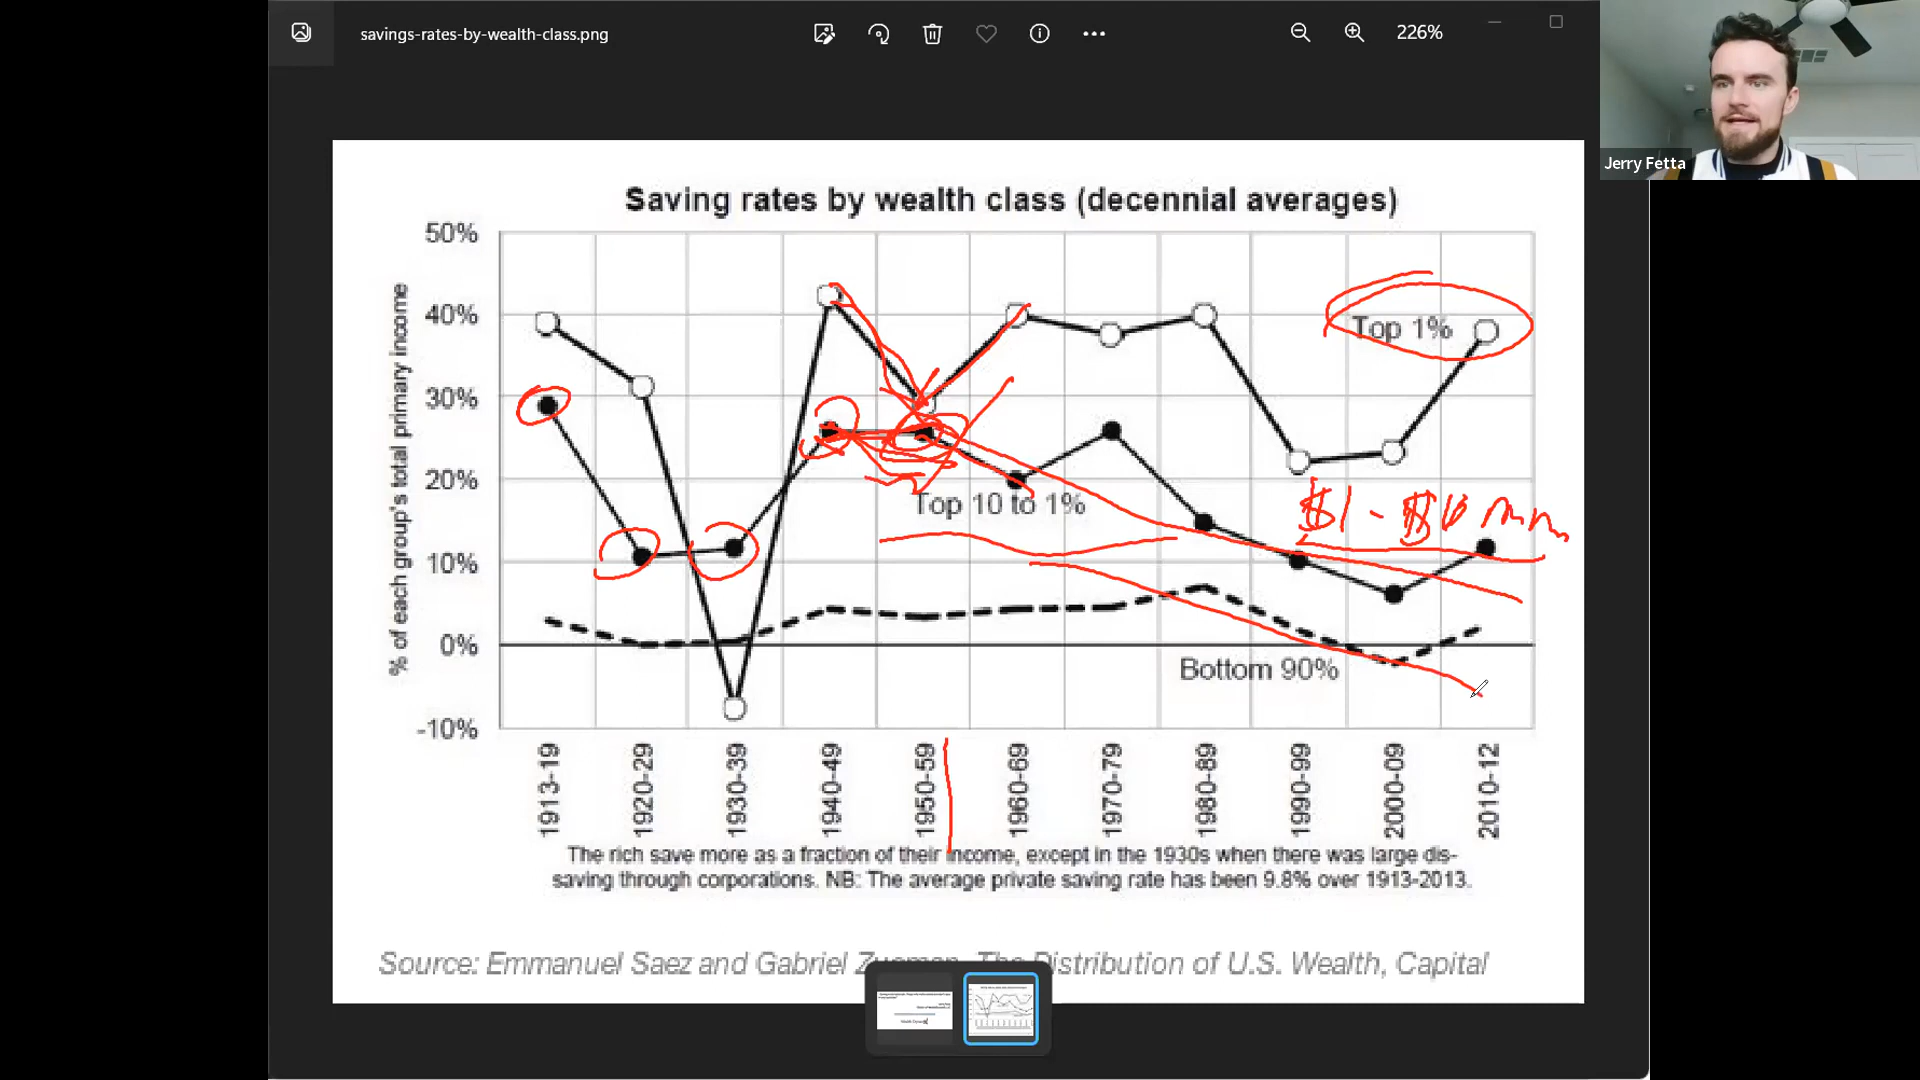 savings-rates-by-wealth-class.png
226%
Jerry Fetta
Saving rates by wealth class (decennial averages)
% of each group's total primary income
50%
40%
30%
20%
10%
0%
-10%
Top 1%
Top 10 to 1%
$1 - $10 mm
Bottom 90%
1913-19
1920-29
1930-39
1940-49
1950-59
1960-69
1970-79
1980-89
1990-99
2000-09
2010-12
The rich save more as a fraction of their income, except in the 1930s when there was large dis-
saving through corporations. NB: The average private saving rate has been 9.8% over 1913-2013.
Source: Emmanuel Saez and Gabriel Distribution of U.S. Wealth, Capital